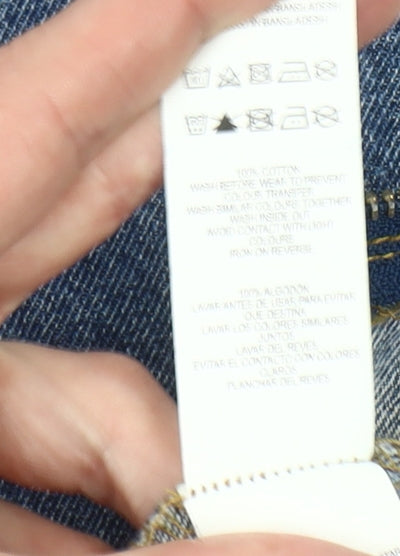 100% COTTON
WASH BEFORE WEAR TO PREVENT
COLOUR TRANSFER
WASH SIMILAR COLOURS TOGETHER
WASH INSIDE OUT
AVOID CONTACT WITH LIGHT
COLOURS
IRON ON REVERSE
100% ALGODÓN
LAVAR ANTES DE USAR PARA EVITAR
QUE DESTIÑA
LAVAR LOS COLORES SIMILARES
JUNTOS
LAVAR DEL REVES
EVITAR EL CONTACTO CON COLORES
CLAROS
PLANCHAS DEL REVES